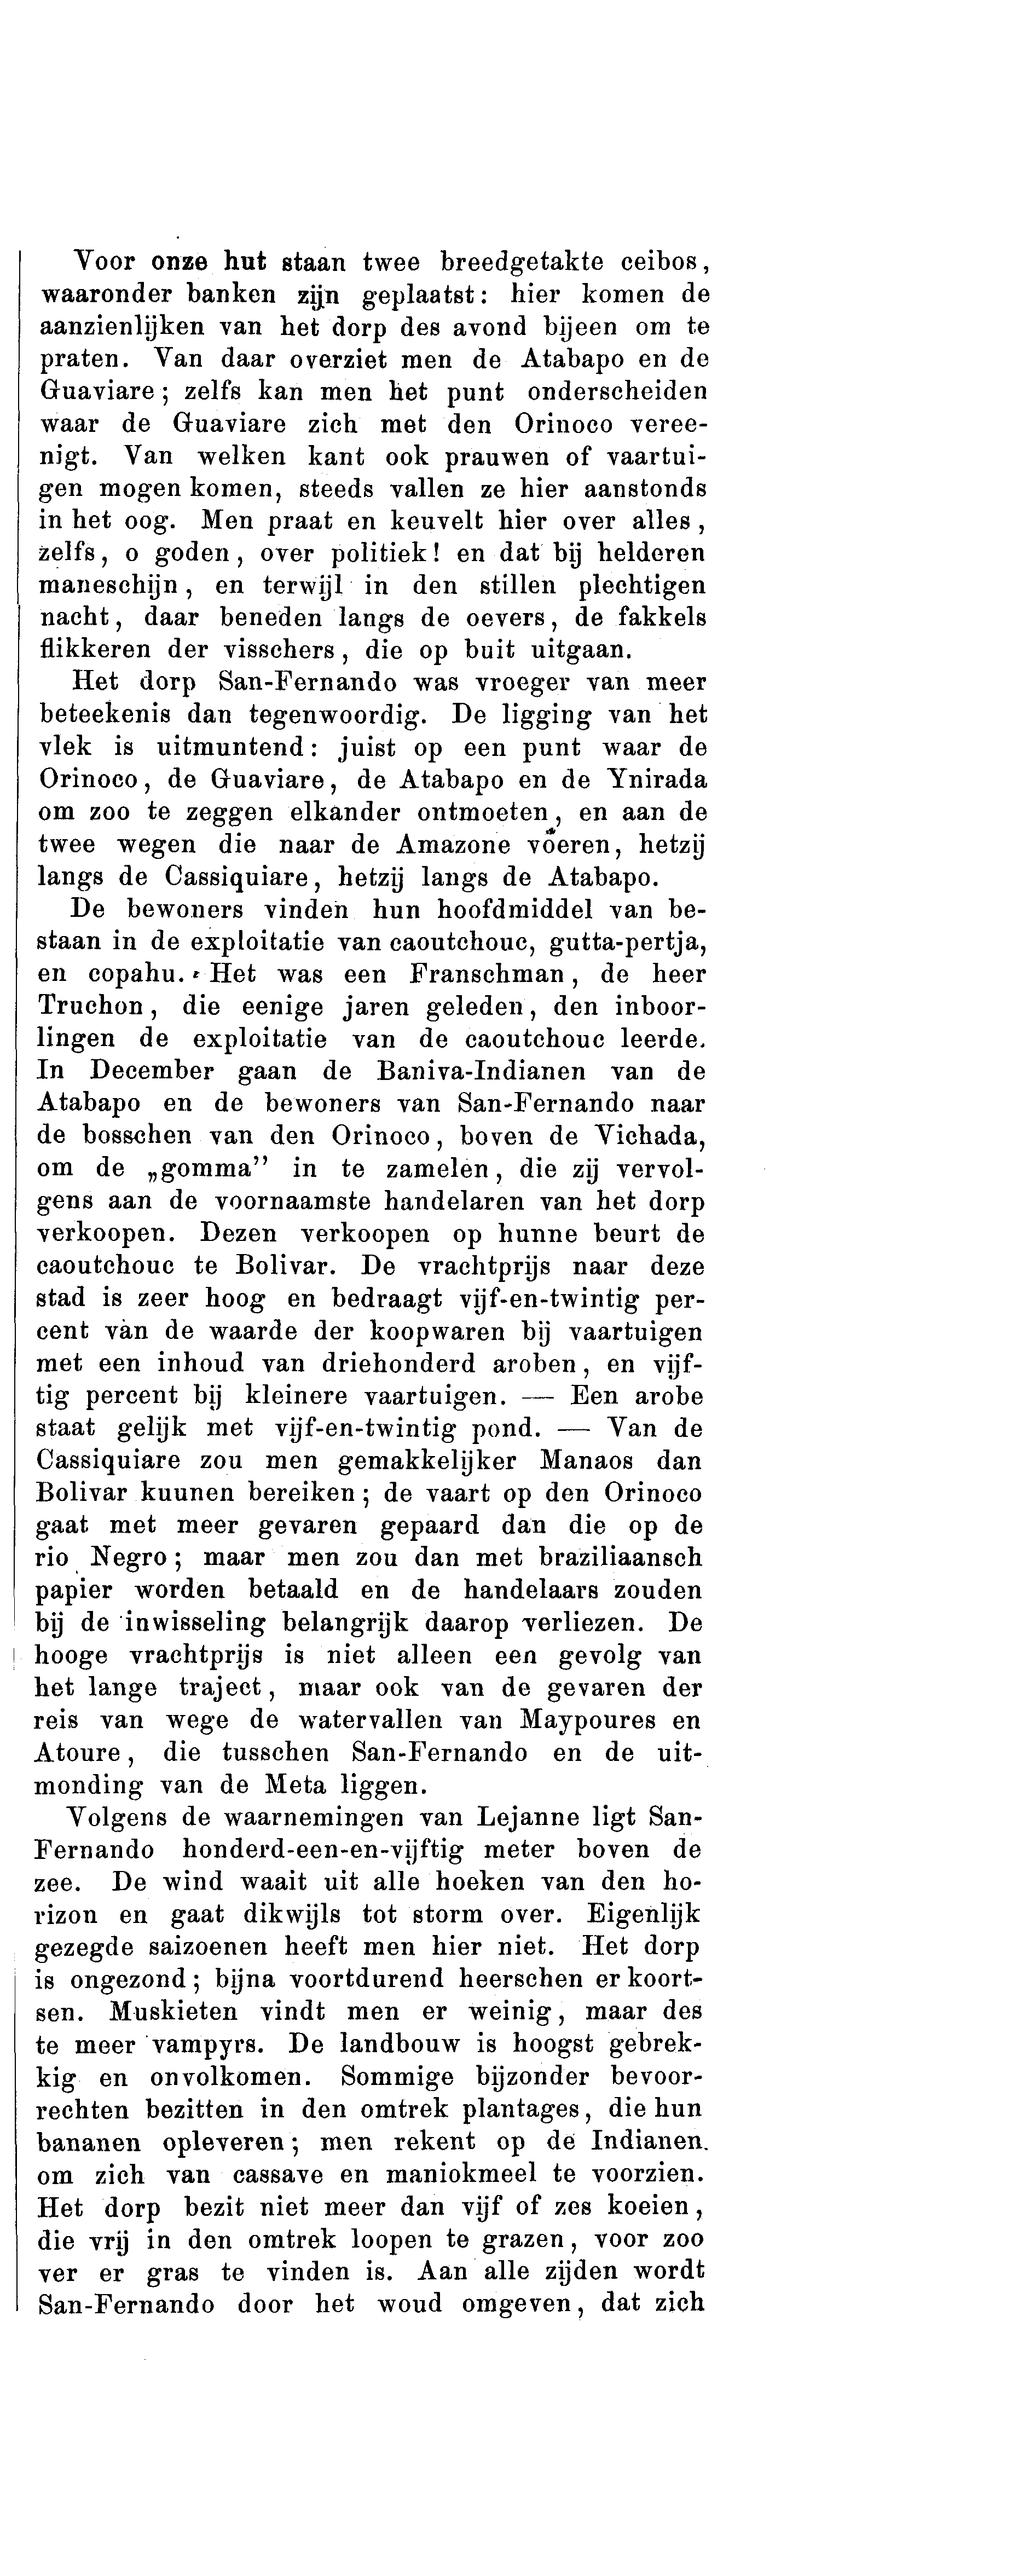 Voor onze hut staan twee breedgetakte ceibos,
waaronder banken zijn geplaatst: hier komen de
aanzienlijken van het dorp des avond bijeen om te
praten. Van daar overziet men de Atabapo en de
Guaviare; zelfs kan men het punt onderscheiden
waar de Guaviare zich met den Orinoco veree-
nigt. Van welken kant ook prauwen of vaartui-
gen mogen komen, steeds vallen ze hier aanstonds
in het oog. Men praat en keuvelt hier over alles,
zelfs, o goden, over politiek! en dat bij helderen
maneschijn, en terwijl in den stillen plechtigen
nacht, daar beneden langs de oevers, de fakkels
flikkeren der visschers, die op buit uitgaan.
Het dorp San-Fernando was vroeger van meer
beteekenis dan tegenwoordig. De ligging van het
vlek is uitmuntend: juist op een punt waar de
Orinoco, de Guaviare, de Atabapo en de Ynirada
om zoo te zeggen elkander ontmoeten, en aan de
twee wegen die naar de Amazone voeren, hetzij
langs de Cassiquiare, hetzij langs de Atabapo.
De bewoners vinden hun hoofdmiddel van be-
staan in de exploitatie van caoutchouc, gutta-pertja,
en copahu. Het was een Franschman, de heer
Truchon, die eenige jaren geleden, den inboor-
lingen de exploitatie van de caoutchouc leerde.
In December gaan de Baniva-Indianen van de
Atabapo en de bewoners van San-Fernando naar
de bosschen van den Orinoco, boven de Vichada,
om de „gomma” in te zamelen, die zij vervol-
gens aan de voornaamste handelaren van het dorp
verkoopen. Dezen verkoopen op hunne beurt de
caoutchouc te Bolivar. De vrachtprijs naar deze
stad is zeer hoog en bedraagt vijf-en-twintig per-
cent van de waarde der koopwaren bij vaartuigen
met een inhoud van driehonderd aroben, en vijf-
tig percent bij kleinere vaartuigen. — Een arobe
staat gelijk met vijf-en-twintig pond. — Van de
Cassiquiare zou men gemakkelijker Manaos dan
Bolivar kuunen bereiken; de vaart op den Orinoco
gaat met meer gevaren gepaard dan die op de
rio Negro; maar men zou dan met braziliaansch
papier worden betaald en de handelaars zouden
bij de inwisseling belangrijk daarop verliezen. De
hooge vrachtprijs is niet alleen een gevolg van
het lange traject, maar ook van de gevaren der
reis van wege de watervallen van Maypoures en
Atoure, die tusschen San-Fernando en de uit-
monding van de Meta liggen.
Volgens de waarnemingen van Lejanne ligt San-
Fernando honderd-een-en-vijftig meter boven de
zee. De wind waait uit alle hoeken van den ho-
rizon en gaat dikwijls tot storm over. Eigenlijk
gezegde saizoenen heeft men hier niet. Het dorp
is ongezond; bijna voortdurend heerschen er koort-
sen. Muskieten vindt men er weinig, maar des
te meer vampyrs. De landbouw is hoogst gebrek-
kig en onvolkomen. Sommige bijzonder bevoor-
rechten bezitten in den omtrek plantages, die hun
bananen opleveren; men rekent op de Indianen.
om zich van cassave en maniokmeel te voorzien.
Het dorp bezit niet meer dan vijf of zes koeien,
die vrij in den omtrek loopen te grazen, voor zoo
ver er gras te vinden is. Aan alle zijden wordt
San-Fernando door het woud omgeven, dat zich